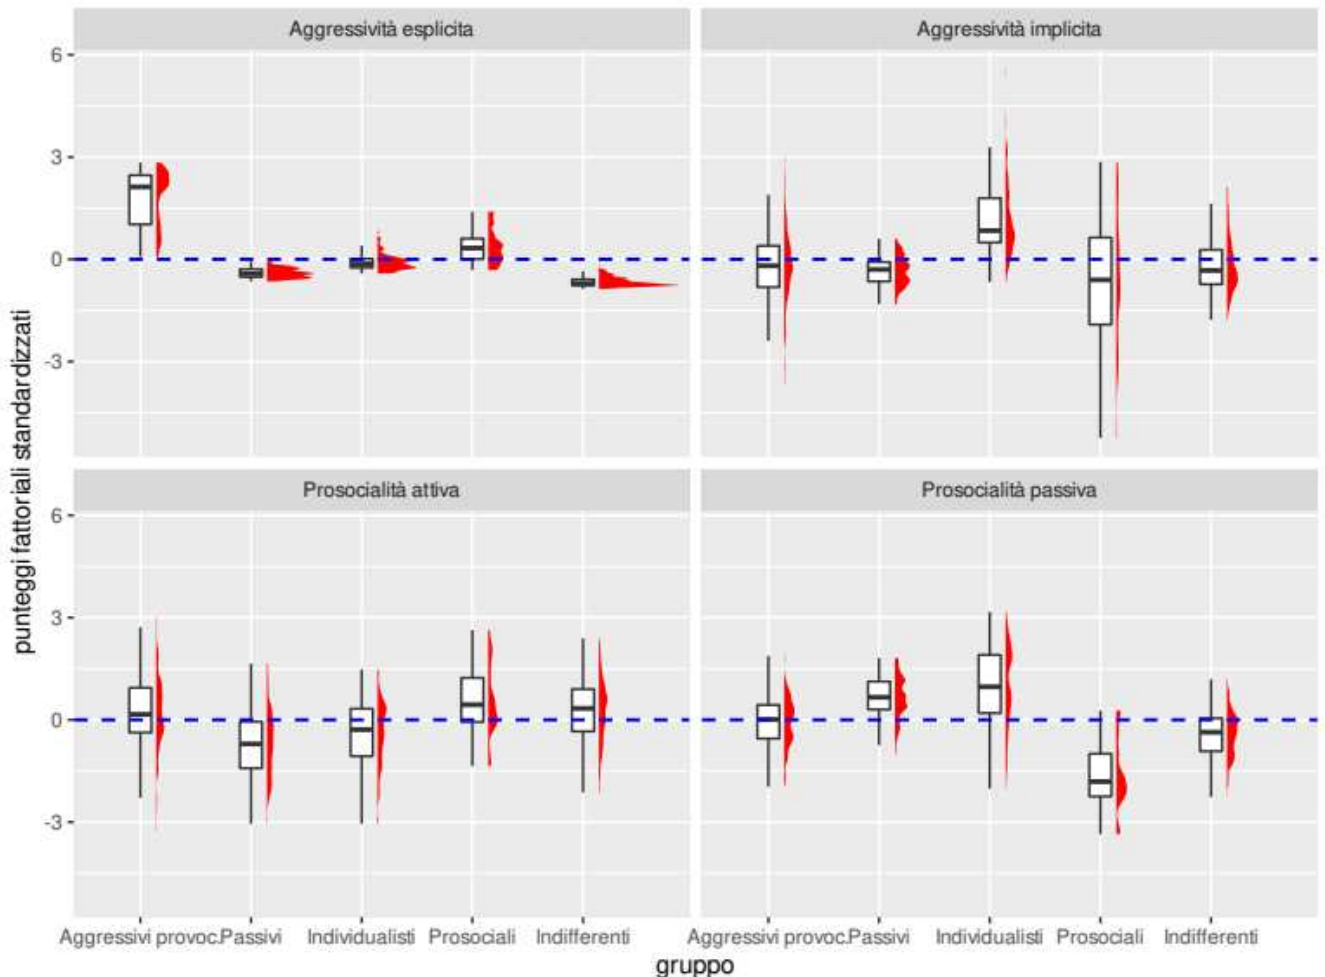 Aggressività esplicita
Aggressività implicita
6
3
0
-3
Prosocialità attiva
Prosocialità passiva
6
3
0
-3
punteggi fattoriali standardizzati
Aggressivi provoc. Passivi Individualisti Prosociali Indifferenti
Aggressivi provoc. Passivi Individualisti Prosociali Indifferenti
gruppo